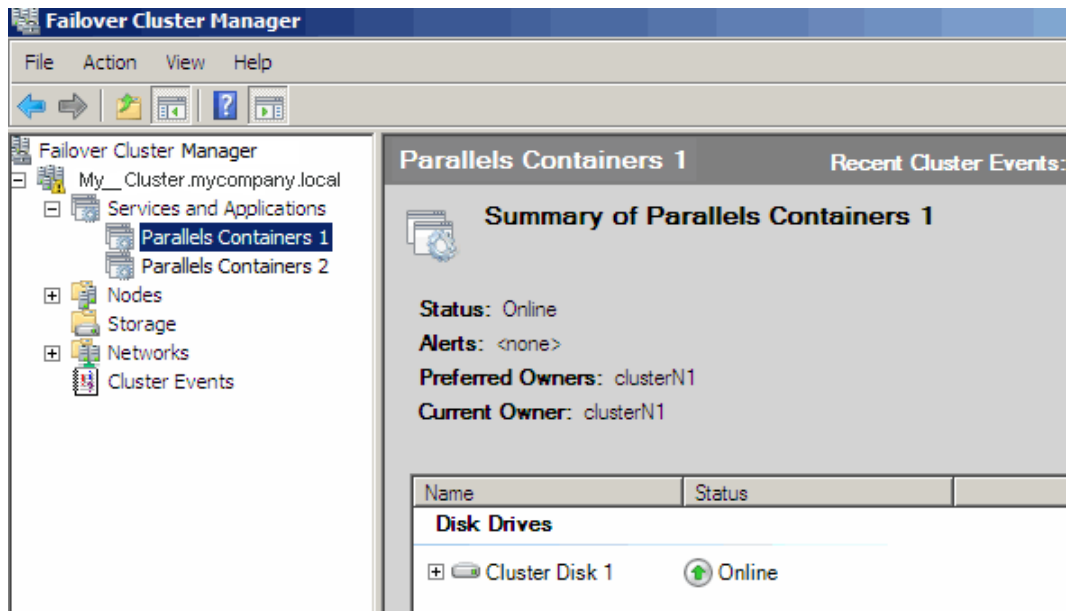 Failover Cluster Manager
File Action View Help
Failover Cluster Manager
My__Cluster.mycompany.local
Services and Applications
Parallels Containers 1
Parallels Containers 2
Nodes
Storage
Networks
Cluster Events
Parallels Containers 1 Recent Cluster Events:
Summary of Parallels Containers 1
Status: Online
Alerts: <none>
Preferred Owners: clusterN1
Current Owner: clusterN1
Name Status
Disk Drives
Cluster Disk 1 Online